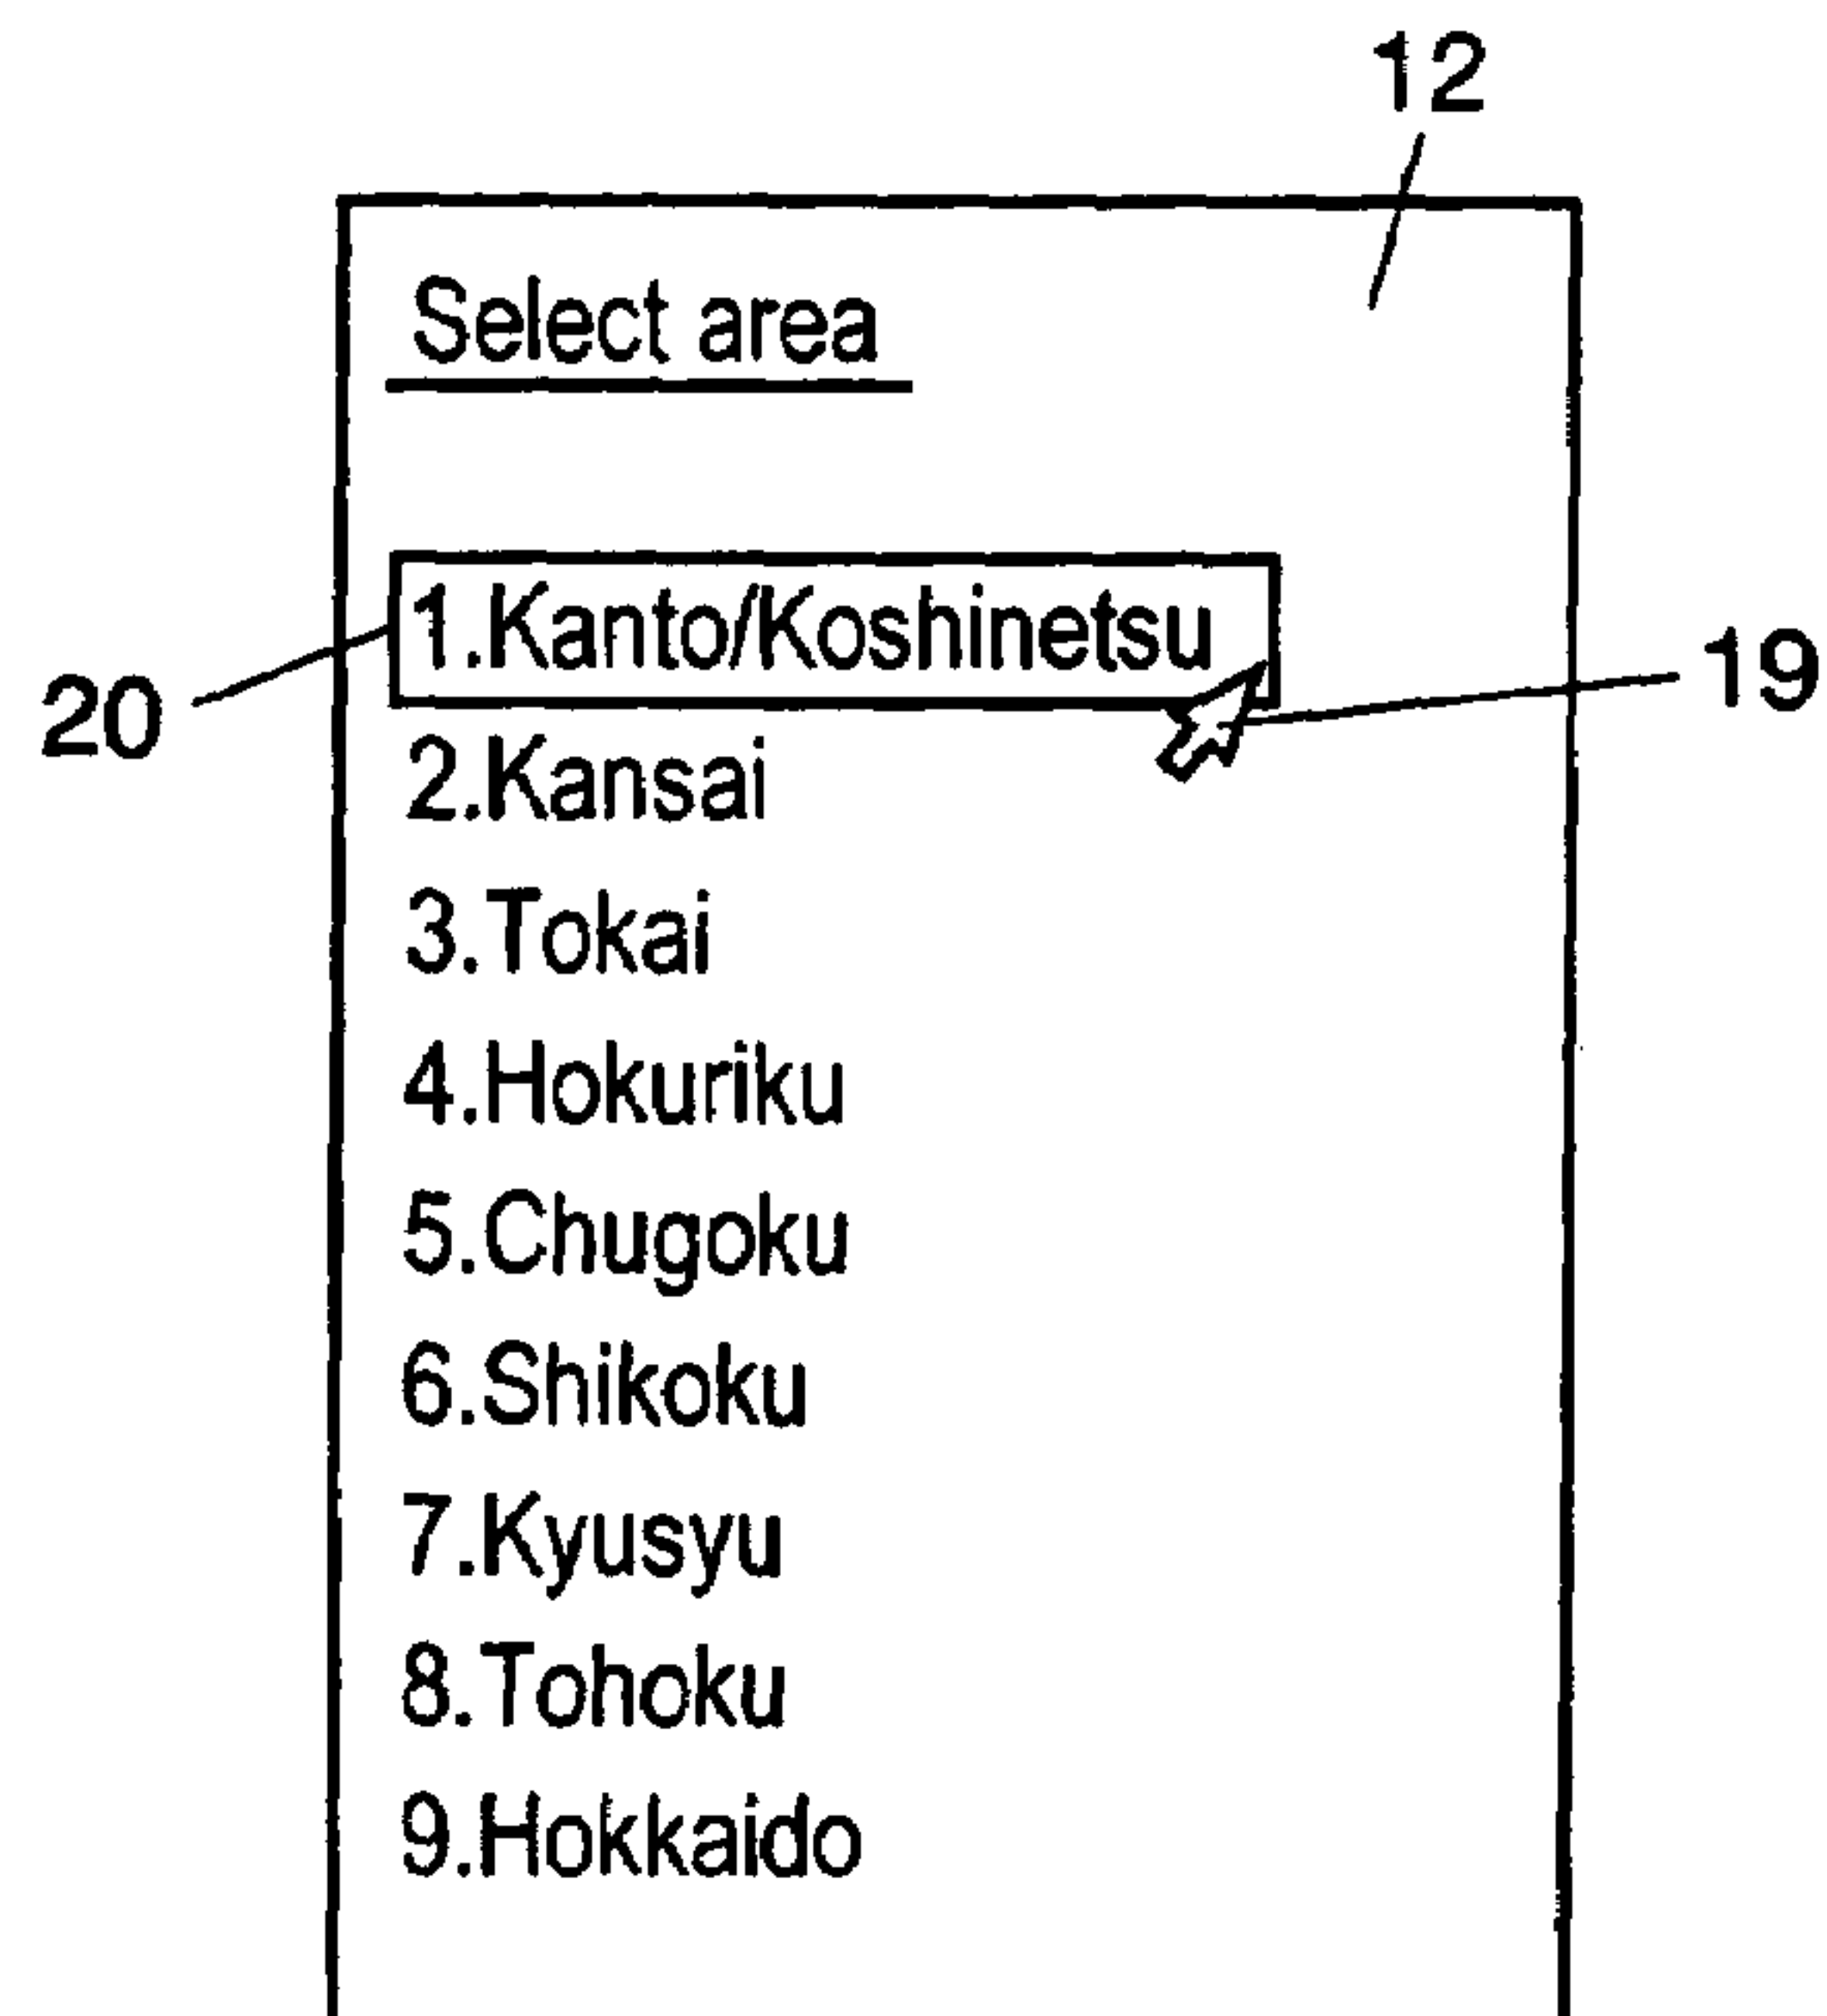 12
Select area
1.Kanto/Koshinetsu
19
20
2.Kansai
3.Tokai
4.Hokuriku
5.Chugoku
6.Shikoku
7.Kyusyu
8.Tohoku
9.Hokkaido